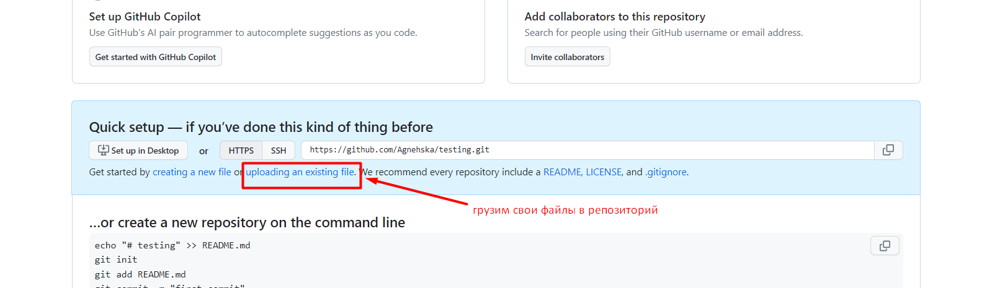 Set up GitHub Copilot
Use GitHub's AI pair programmer to autocomplete suggestions as you code.
Get started with GitHub Copilot
Add collaborators to this repository
Search for people using their GitHub username or email address.
Invite collaborators
Quick setup — if you've done this kind of thing before
Set up in Desktop or HTTPS SSH https://github.com/Agnehska/testing.git
Get started by creating a new file or uploading an existing file. We recommend every repository include a README, LICENSE, and .gitignore.
грузим свои файлы в репозиторий
...or create a new repository on the command line
echo "# testing" >> README.md
git init
git add README.md
git commit -m "first commit"